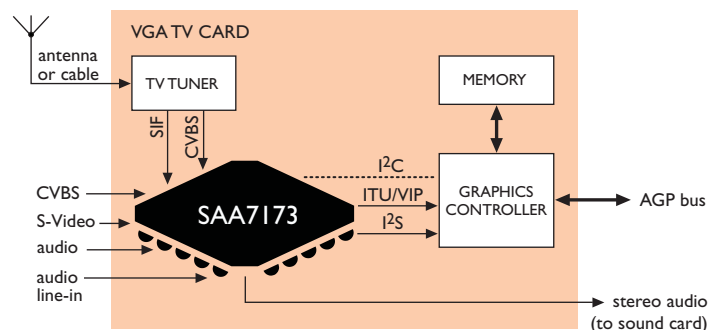 VGA TV CARD
antenna
or cable
TV TUNER
MEMORY
SIF
CVBS
I²C
CVBS
ITU/VIP
GRAPHICS
CONTROLLER
AGP bus
S-Video
SAA7173
I²S
audio
audio
line-in
stereo audio
(to sound card)